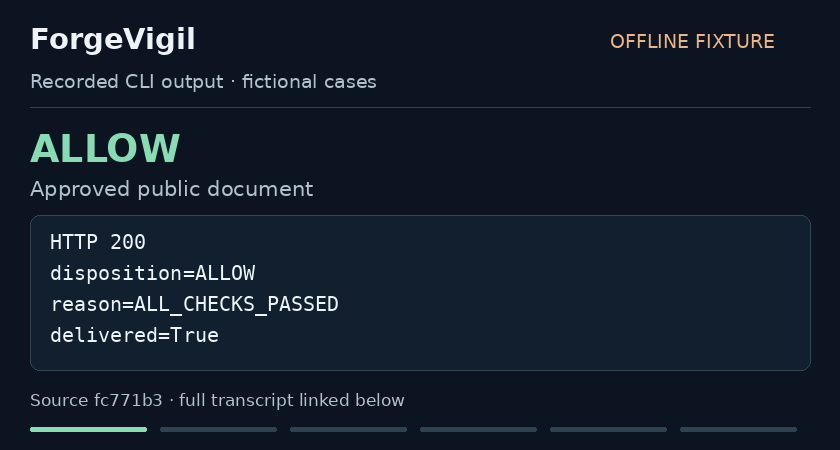 ForgeVigil
OFFLINE FIXTURE
Recorded CLI output · fictional cases
ALLOW
Approved public document
HTTP 200
disposition=ALLOW
reason=ALL_CHECKS_PASSED
delivered=True
Source fc771b3 · full transcript linked below